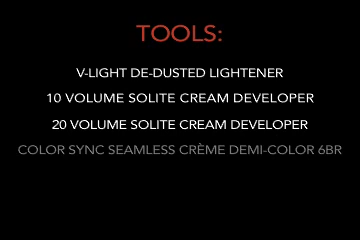 TOOLS:
V-LIGHT DE-DUSTED LIGHTENER
10 VOLUME SOLITE CREAM DEVELOPER
20 VOLUME SOLITE CREAM DEVELOPER
COLOR SYNC SEAMLESS CRÈME DEMI-COLOR 6BR